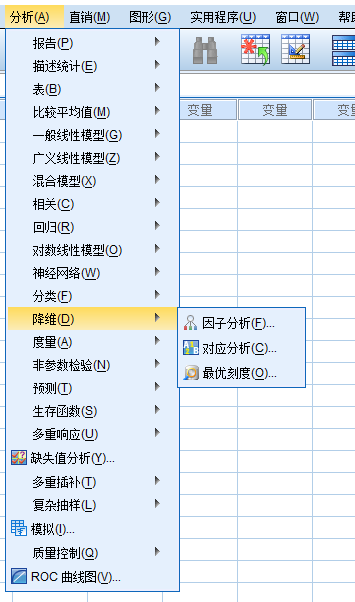 分析(A) 直销(M) 图形(G) 实用程序(U) 窗口(W) 帮
报告(P)
描述统计(E)
表(B)
比较平均值(M)
变量 变量
一般线性模型(G)
广义线性模型(Z)
混合模型(X)
相关(C)
回归(R)
对数线性模型(O)
神经网络(W)
分类(F)
降维(D)
因子分析(F)...
度量(A)
对应分析(C)...
非参数检验(N)
最优刻度(O)...
预测(T)
生存函数(S)
多重响应(U)
缺失值分析(Y)...
多重插补(T)
复杂抽样(L)
模拟(I)...
质量控制(Q)
ROC 曲线图(V)...